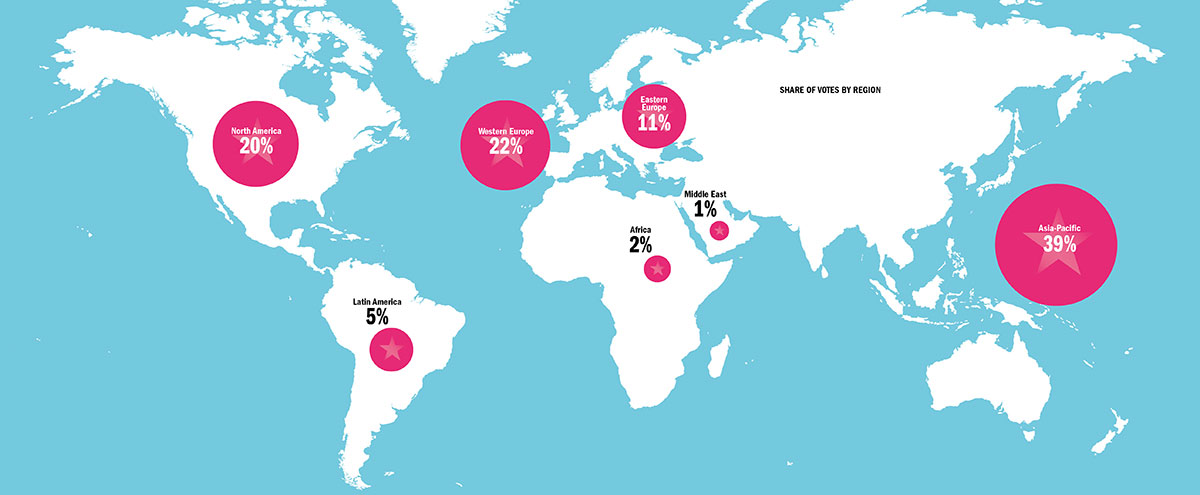 SHARE OF VOTES BY REGION
North America
20%
Western Europe
22%
Eastern
Europe
11%
Middle East
1%
Africa
2%
Asia-Pacific
39%
Latin America
5%